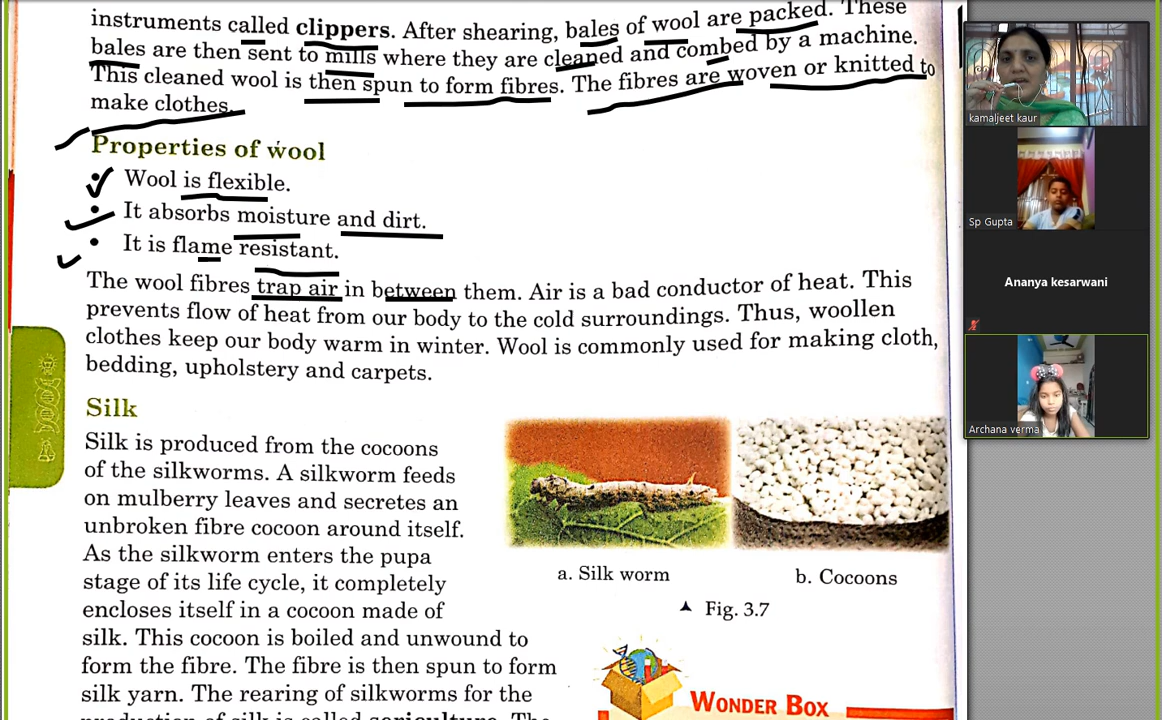 instruments called clippers. After shearing, bales of wool are packed. These
bales are then sent to mills where they are cleaned and combed by a machine.
This cleaned wool is then spun to form fibres. The fibres are woven or knitted to
make clothes.
Properties of wool
• Wool is flexible.
• It absorbs moisture and dirt.
• It is flame resistant.
The wool fibres trap air in between them. Air is a bad conductor of heat. This
prevents flow of heat from our body to the cold surroundings. Thus, woollen
clothes keep our body warm in winter. Wool is commonly used for making cloth,
bedding, upholstery and carpets.
Silk
Silk is produced from the cocoons
of the silkworms. A silkworm feeds
on mulberry leaves and secretes an
unbroken fibre cocoon around itself.
As the silkworm enters the pupa
stage of its life cycle, it completely
encloses itself in a cocoon made of
silk. This cocoon is boiled and unwound to
form the fibre. The fibre is then spun to form
silk yarn. The rearing of silkworms for the
production of silk is called sericulture. The
a. Silk worm
b. Cocoons
Fig. 3.7
WONDER BOX
kamaljeet kaur
Sp Gupta
Ananya kesarwani
Archana verma